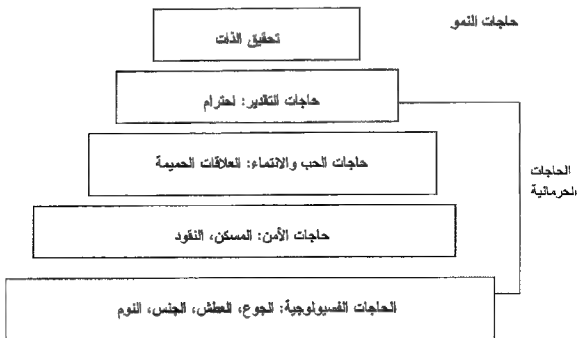 حاجات النمو
تحقيق الذات
حاجات التقدير: احترام
حاجات الحب والانتماء: العلاقات الحميمة
الحاجات
الحرمانية
حاجات الأمن: المسكن، النقود
الحاجات الفسيولوجية: الجوع، العطش، الجنس، النوم